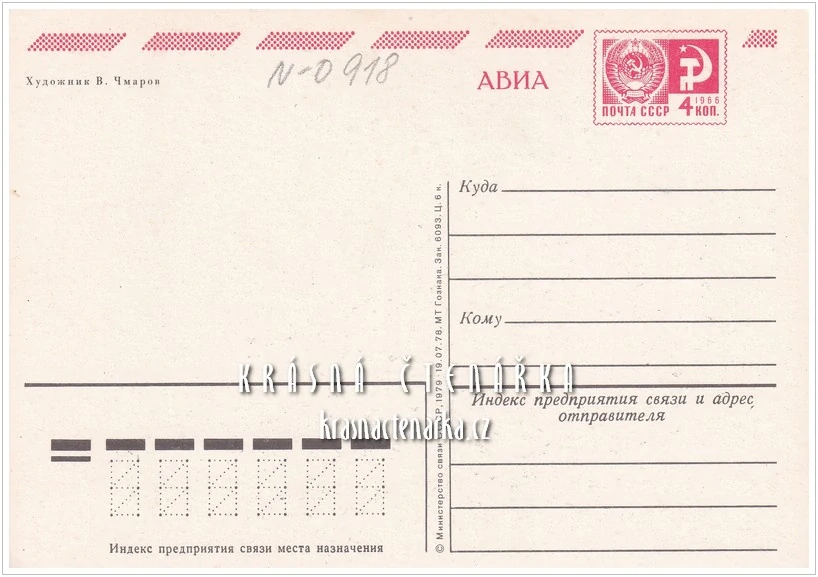 Художник В. Чмаров
N-0918
АВИА
1966
ПОЧТА СССР 4 КОП.
Куда
Кому
Индекс предприятия связи и адрес
отправителя
© Министерство связи СССР, 1979. 19.07.78. МТ Гознака. Зак. 6093. Ц. 6 к.
KRÁSNÁ ČTENÁŘKA
krasnactenarka.cz
Индекс предприятия связи места назначения